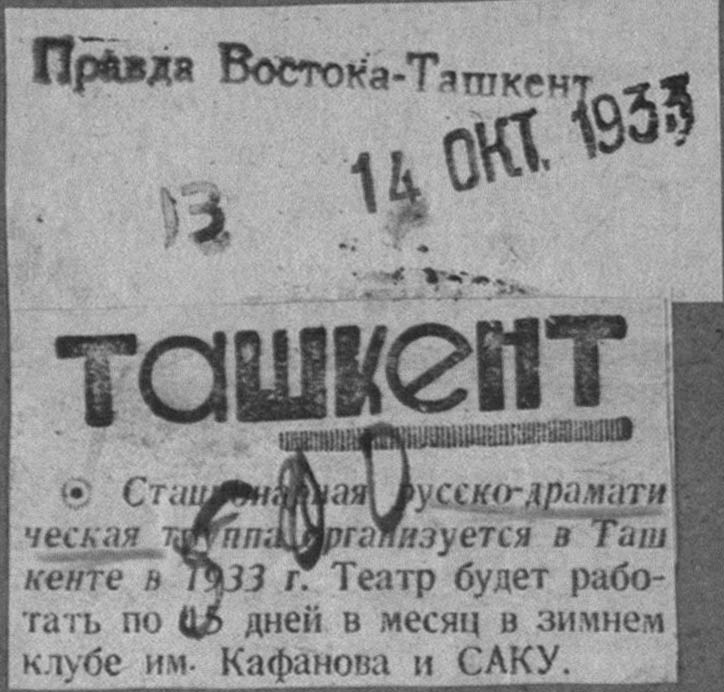 Правда Востока-Ташкент
14 ОКТ. 1933
13
ташкент
Стационарная русско-драмати
ческая труппа организуется в Таш
кенте в 1933 г. Театр будет рабо-
тать по 15 дней в месяц в зимнем
клубе им. Кафанова и САКУ.